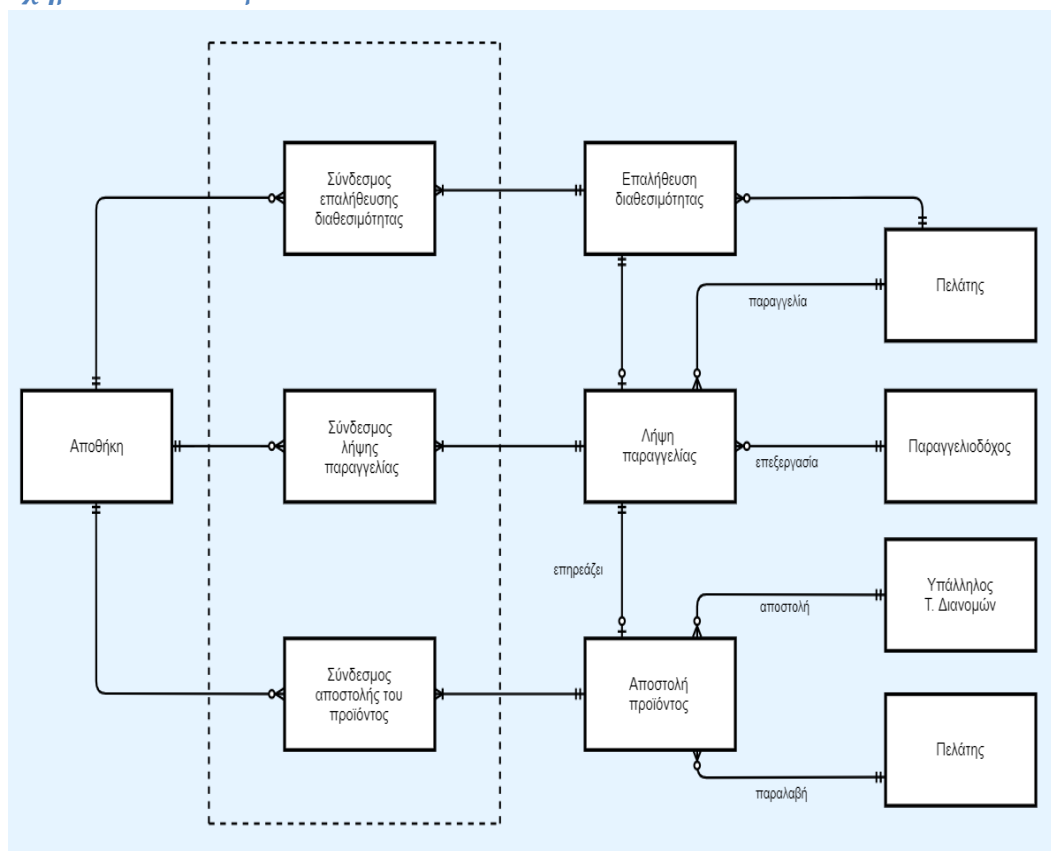 Σύνδεσμος
επαλήθευσης
διαθεσιμότητας
Επαλήθευση
διαθεσιμότητας
Πελάτης
παραγγελία
Αποθήκη
Σύνδεσμος
λήψης
παραγγελίας
Λήψη
παραγγελίας
επεξεργασία
Παραγγελιοδόχος
επηρεάζει
αποστολή
Υπάλληλος
Τ. Διανομών
Σύνδεσμος
αποστολής του
προϊόντος
Αποστολή
προϊόντος
παραλαβή
Πελάτης